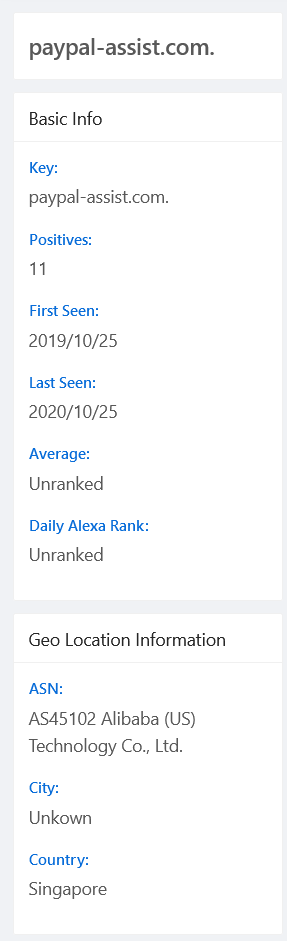 paypal-assist.com.
Basic Info
Key:
paypal-assist.com.
Positives:
11
First Seen:
2019/10/25
Last Seen:
2020/10/25
Average:
Unranked
Daily Alexa Rank:
Unranked
Geo Location Information
ASN:
AS45102 Alibaba (US)
Technology Co., Ltd.
City:
Unkown
Country:
Singapore